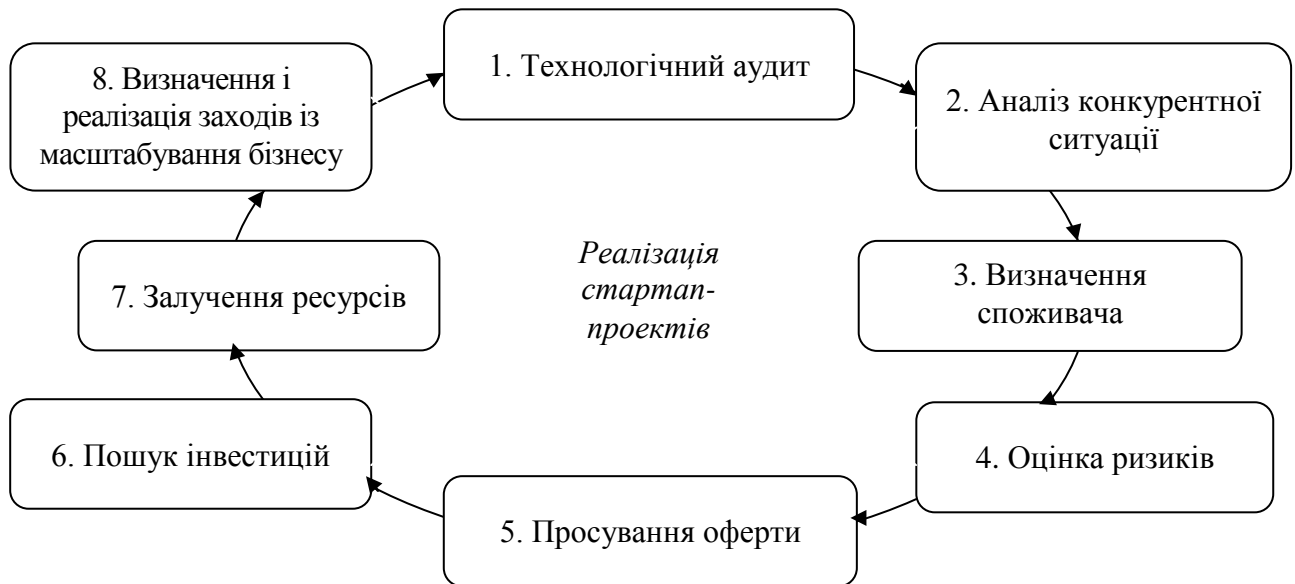 1. Технологічний аудит
2. Аналіз конкурентної
ситуації
3. Визначення
споживача
4. Оцінка ризиків
5. Просування оферти
6. Пошук інвестицій
7. Залучення ресурсів
8. Визначення і
реалізація заходів із
масштабування бізнесу
Реалізація
стартап-
проектів